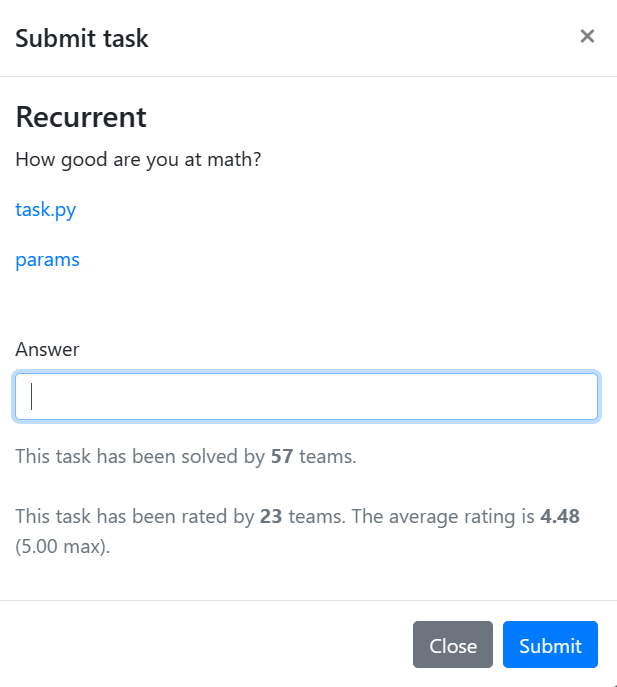 Submit task ×
Recurrent
How good are you at math?
task.py
params
Answer
This task has been solved by 57 teams.
This task has been rated by 23 teams. The average rating is 4.48
(5.00 max).
Close Submit